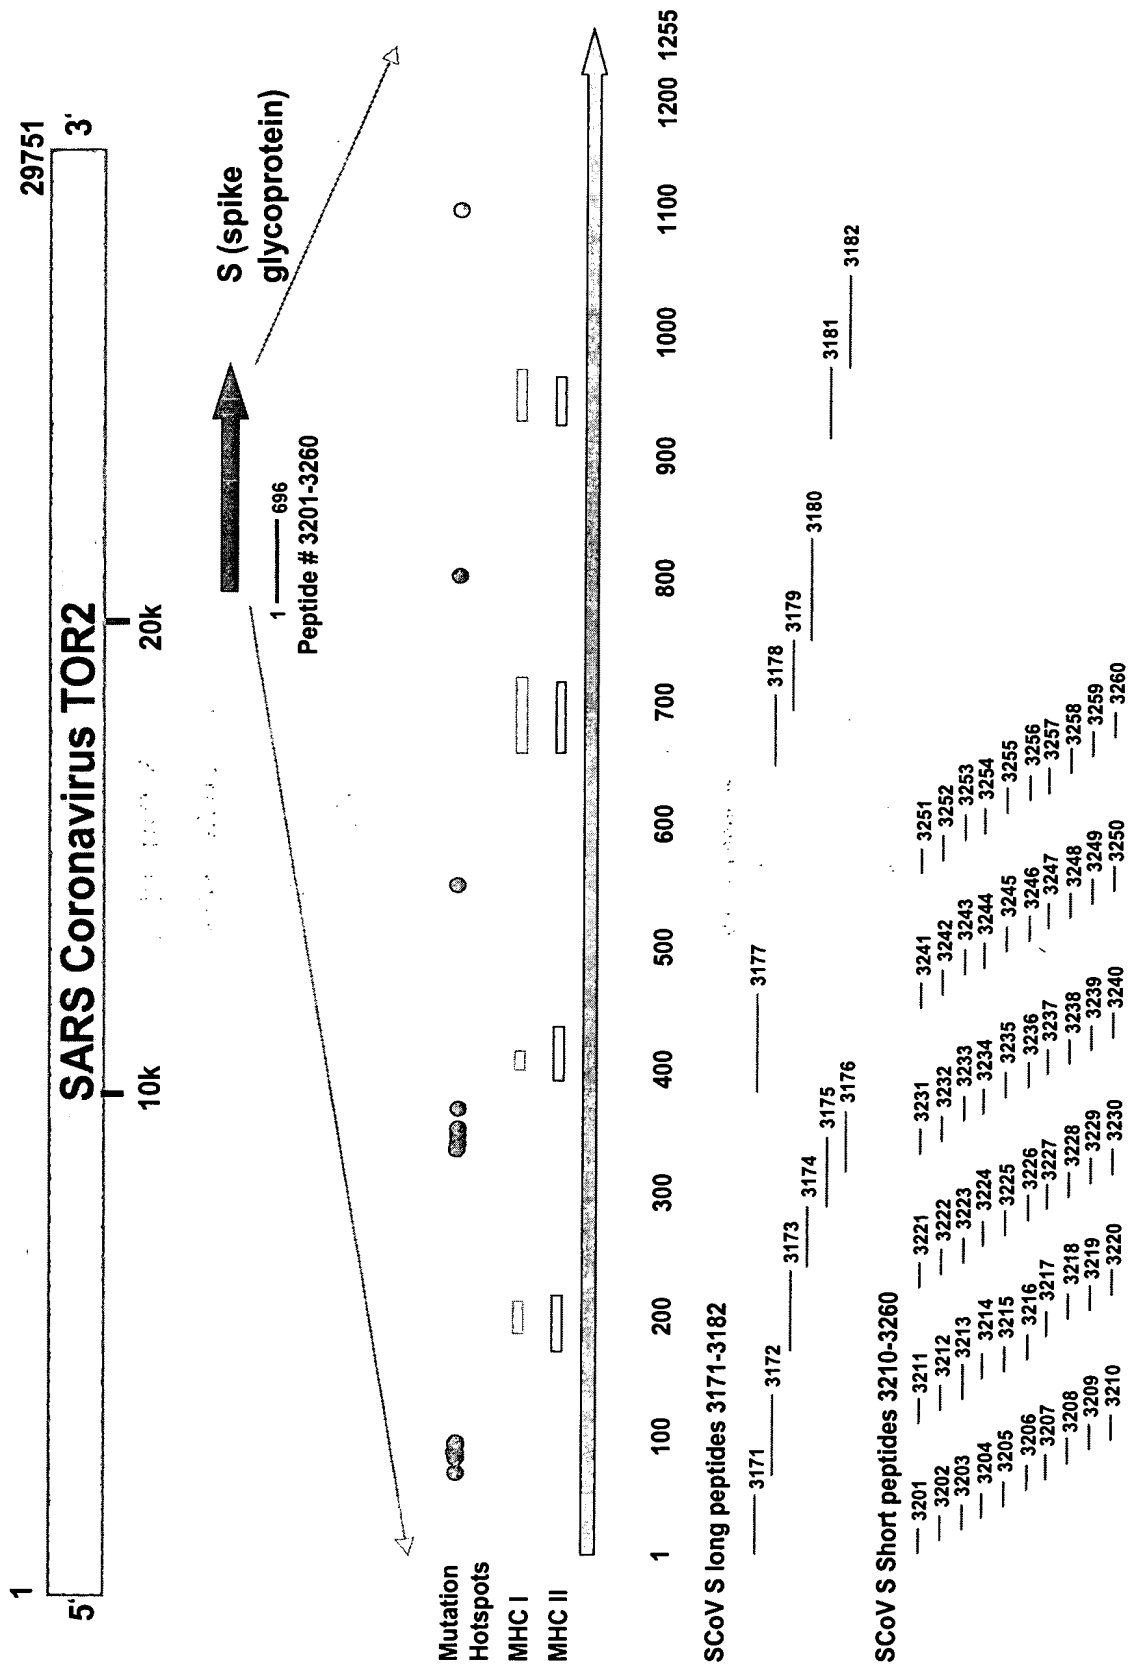 1
29751
5'
SARS Coronavirus TOR2
3'
10k
20k
S (spike
glycoprotein)
1
696
Peptide # 3201-3260
Mutation
Hotspots
MHC I
MHC II
1 100 200 300 400 500 600 700 800 900 1000 1100 1200 1255
SCoV S long peptides 3171-3182
3171
3172
3173
3174
3175
3176
3177
3178
3179
3180
3181
3182
SCoV S Short peptides 3210-3260
3201 3211 3221 3231 3241 3251
3202 3212 3222 3232 3242 3252
3203 3213 3223 3233 3243 3253
3204 3214 3224 3234 3244 3254
3205 3215 3225 3235 3245 3255
3206 3216 3226 3236 3246 3256
3207 3217 3227 3237 3247 3257
3208 3218 3228 3238 3248 3258
3209 3219 3229 3239 3249 3259
3210 3220 3230 3240 3250 3260